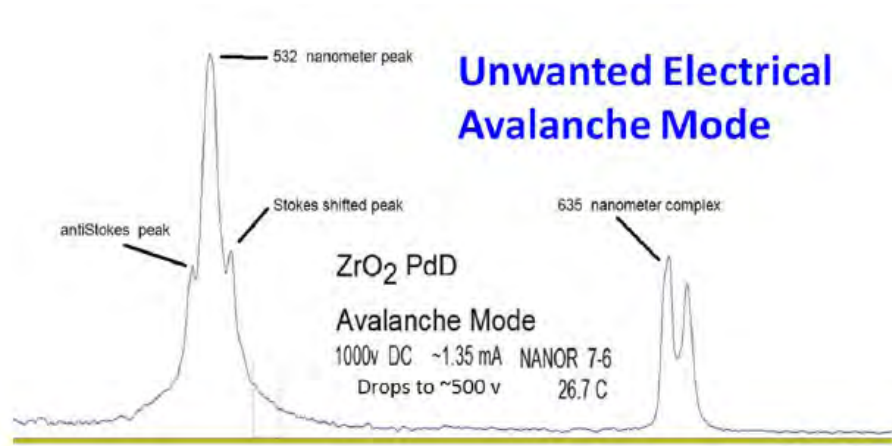 532 nanometer peak
Unwanted Electrical
Avalanche Mode
antiStokes peak
Stokes shifted peak
635 nanometer complex
ZrO2 PdD
Avalanche Mode
1000v DC ~1.35 mA NANOR 7-6
Drops to ~500 v 26.7 C